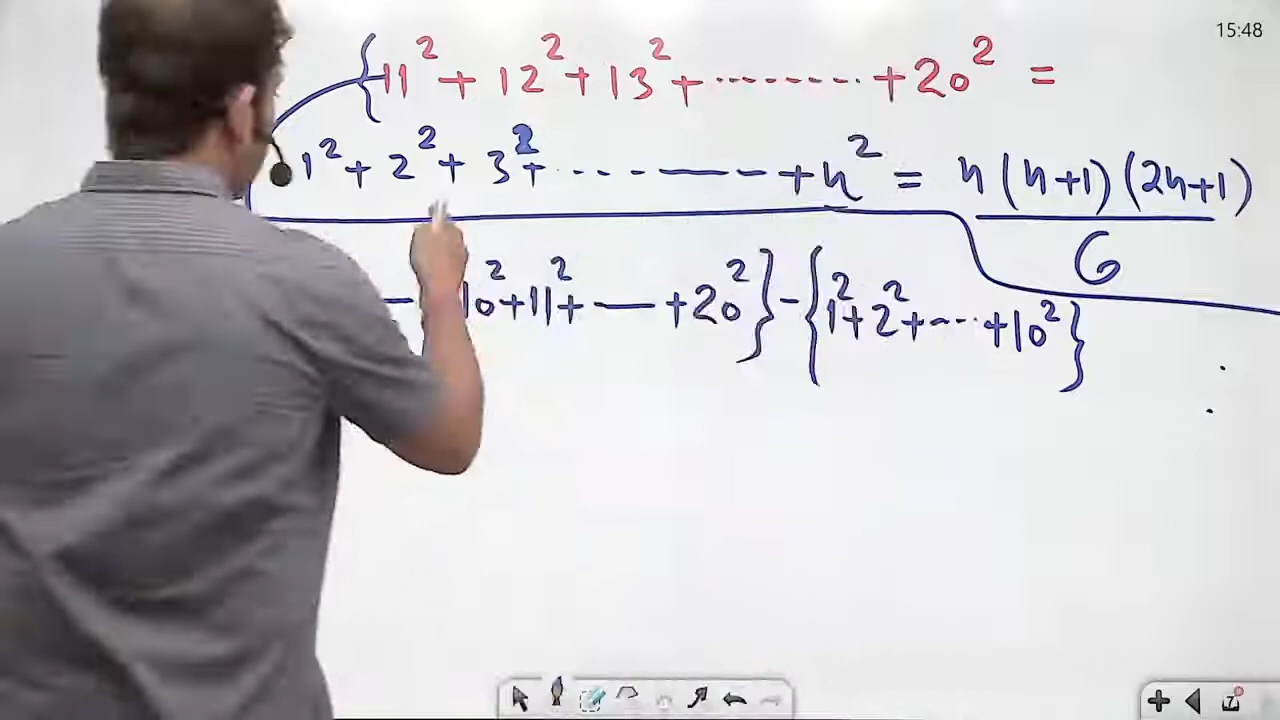 15:48
11² + 12² + 13² + ········· + 20² =
1² + 2² + 3² + ···· ——— + n² = n(n+1)(2n+1)
6
— 10²+11²+ — +20²} - {1²+2²+····+10²}